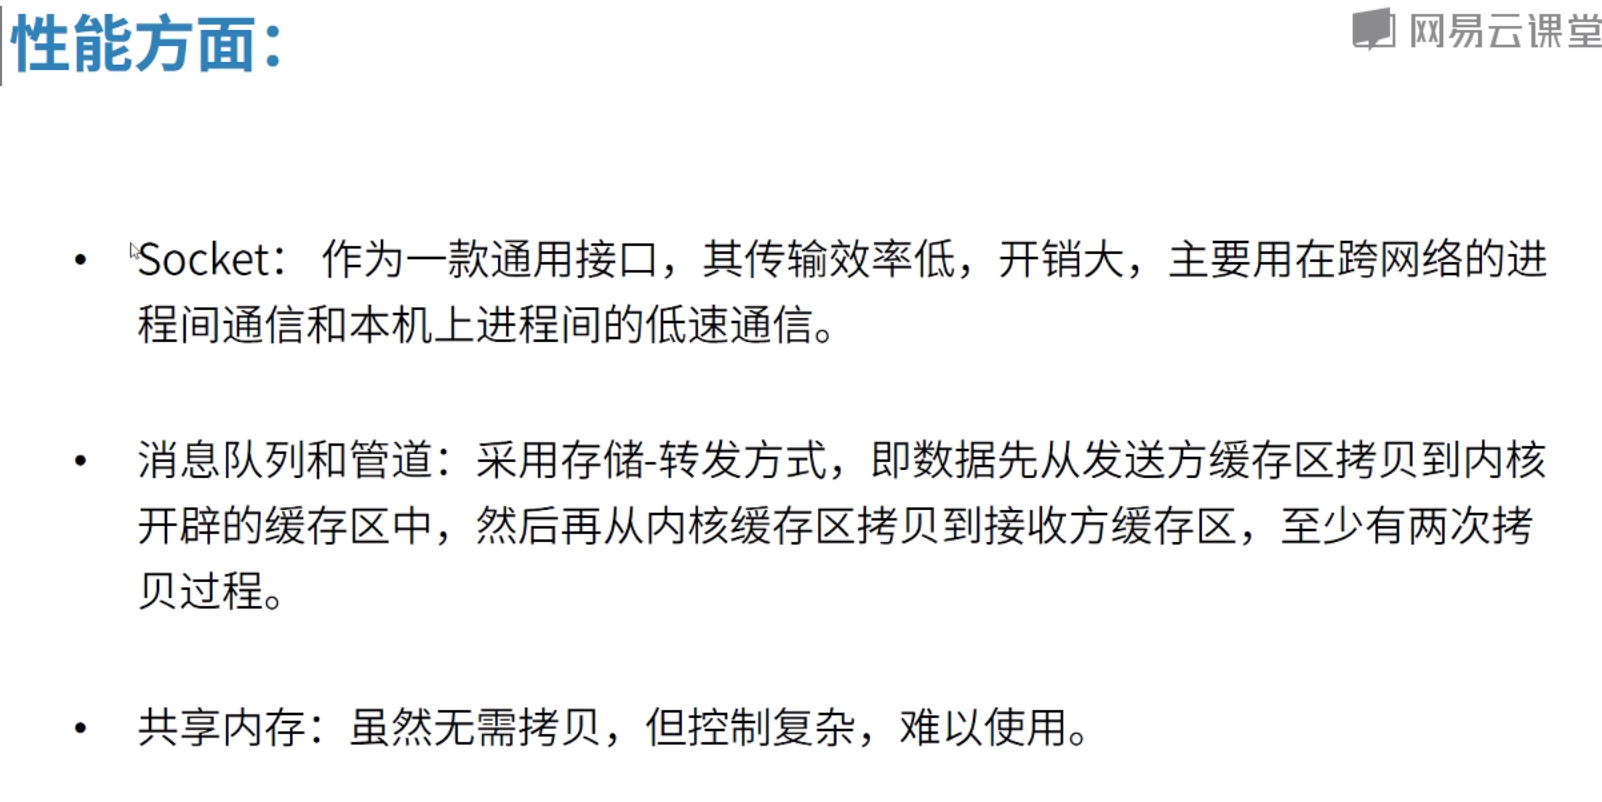 性能方面：
网易云课堂
• Socket： 作为一款通用接口，其传输效率低，开销大，主要用在跨网络的进
程间通信和本机上进程间的低速通信。
• 消息队列和管道：采用存储-转发方式，即数据先从发送方缓存区拷贝到内核
开辟的缓存区中，然后再从内核缓存区拷贝到接收方缓存区，至少有两次拷
贝过程。
• 共享内存：虽然无需拷贝，但控制复杂，难以使用。